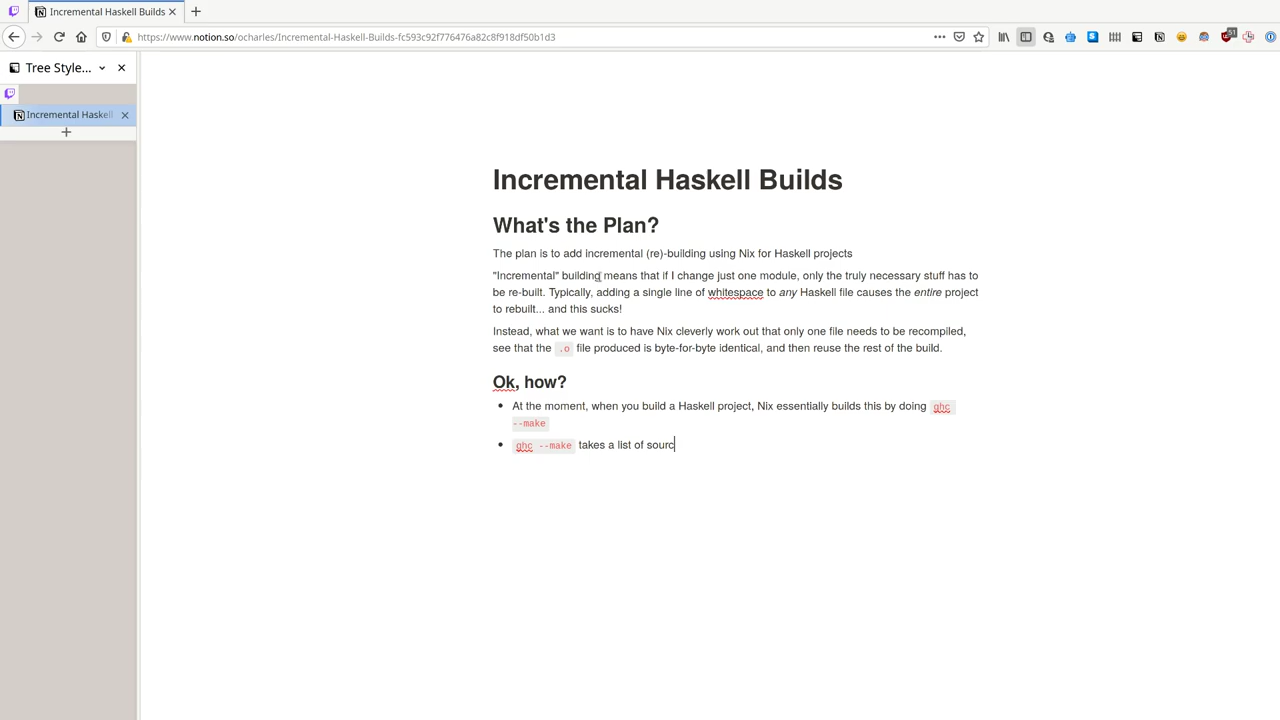 Incremental Haskell Builds
https://www.notion.so/ocharles/Incremental-Haskell-Builds-fc593c92f776476a82c8f918df50b1d3
51
Tree Style...
Incremental Haskell
Incremental Haskell Builds
What's the Plan?
The plan is to add incremental (re)-building using Nix for Haskell projects
"Incremental" building means that if I change just one module, only the truly necessary stuff has to
be re-built. Typically, adding a single line of whitespace to any Haskell file causes the entire project
to rebuilt... and this sucks!
Instead, what we want is to have Nix cleverly work out that only one file needs to be recompiled,
see that the .o file produced is byte-for-byte identical, and then reuse the rest of the build.
Ok, how?
At the moment, when you build a Haskell project, Nix essentially builds this by doing ghc
--make
ghc --make takes a list of sourc